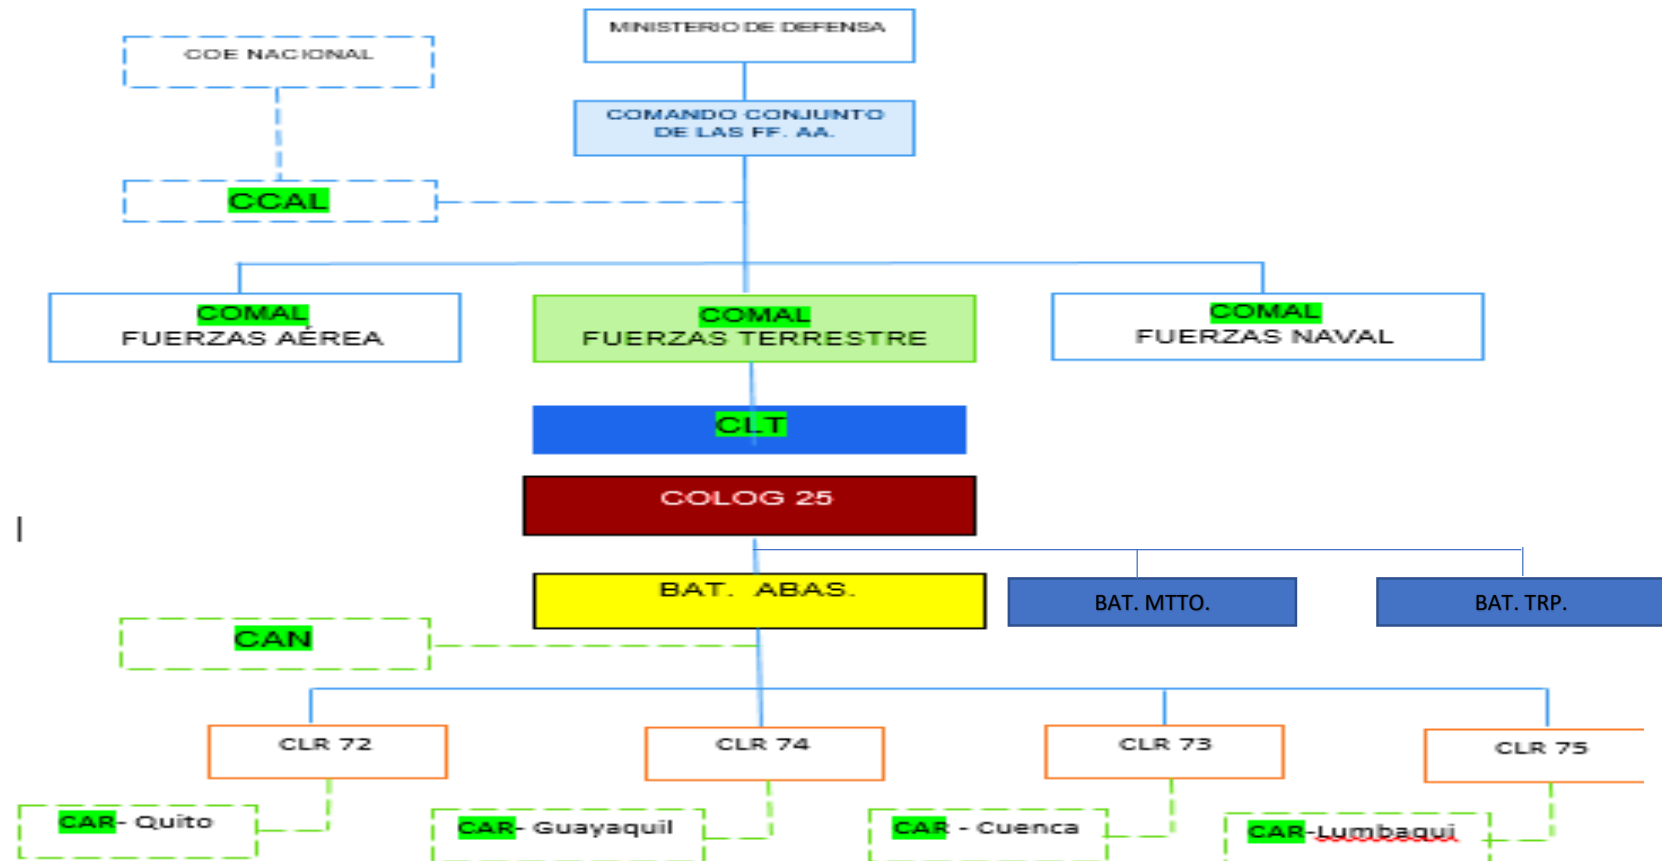 MINISTERIO DE DEFENSA
COE NACIONAL
COMANDO CONJUNTO
DE LAS FF. AA.
CCAL
COMAL
FUERZAS AÉREA
COMAL
FUERZAS TERRESTRE
COMAL
FUERZAS NAVAL
CLT
COLOG 25
BAT. ABAS.
BAT. MTTO.
BAT. TRP.
CAN
CLR 72
CLR 74
CLR 73
CLR 75
CAR- Quito
CAR- Guayaquil
CAR - Cuenca
CAR-Lumbaqui